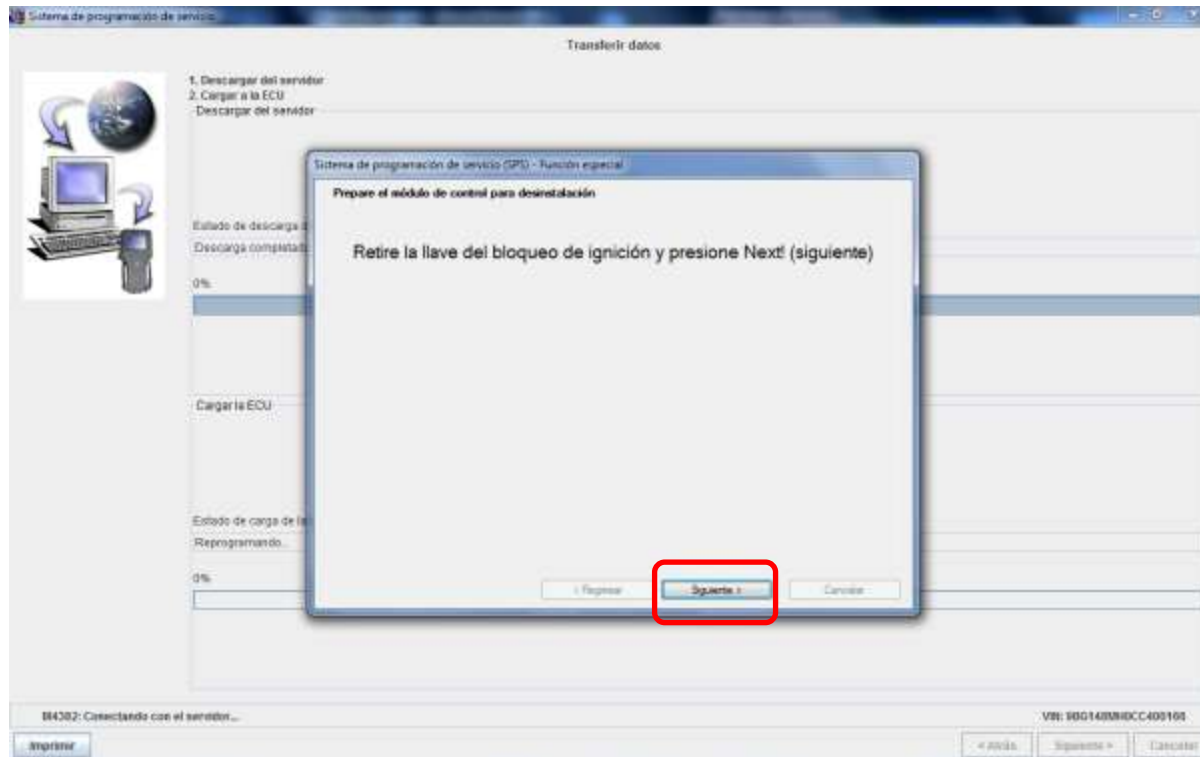 Sistema de programación de servicio
Transferir datos
1. Descargar del servidor
2. Cargar a la ECU
Descargar del servidor
Sistema de programación de servicio (SPS) - Función especial
Prepare el módulo de control para desinstalación
Estado de descarga
Descarga completada
Retire la llave del bloqueo de ignición y presione Next! (siguiente)
0%
Cargar la ECU
Estado de carga de la
Reprogramando...
0%
< Regresar Siguiente > Cancelar
Conectando con el servidor... VIN:
Imprimir < Atrás Siguiente > Cancelar